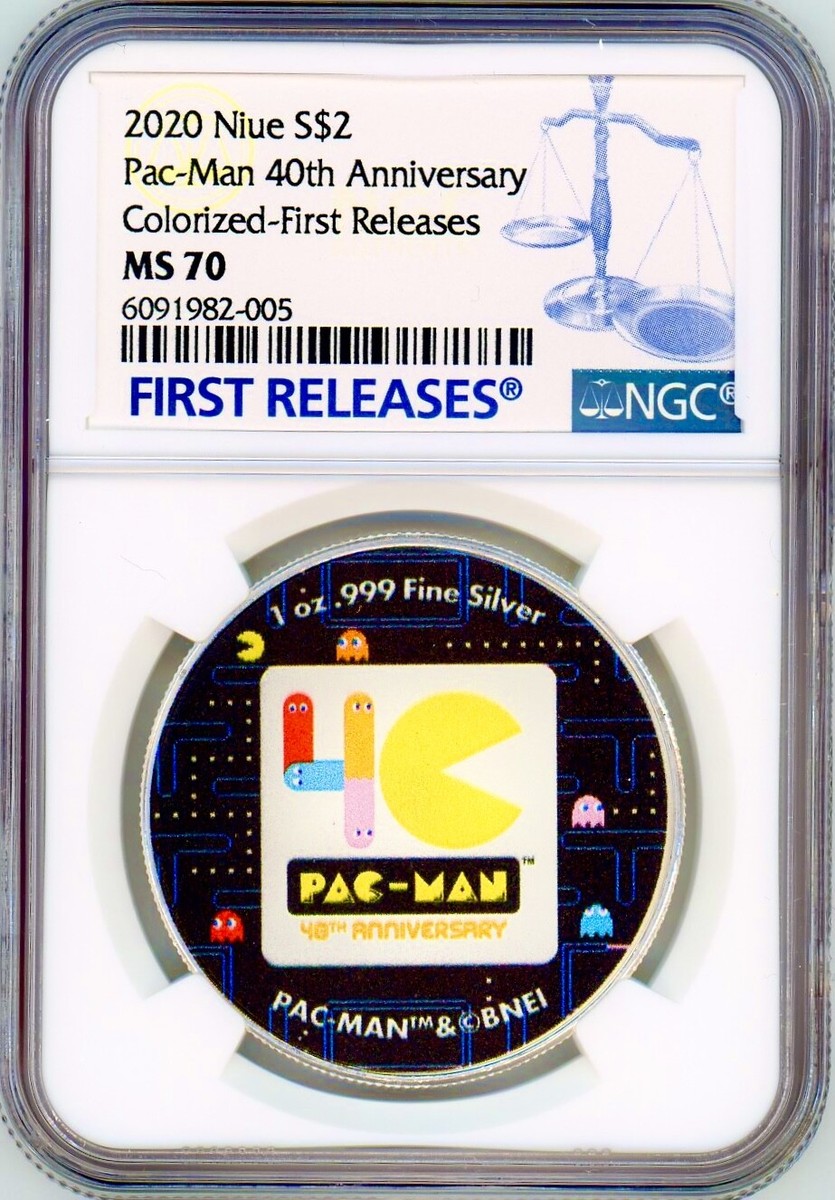 2020 Niue S$2
Pac-Man 40th Anniversary
Colorized-First Releases
MS 70
6091982-005
FIRST RELEASES®
NGC®
1 oz .999 Fine Silver
40
PAC-MAN™
40TH ANNIVERSARY
PAC-MAN™&©BNEI